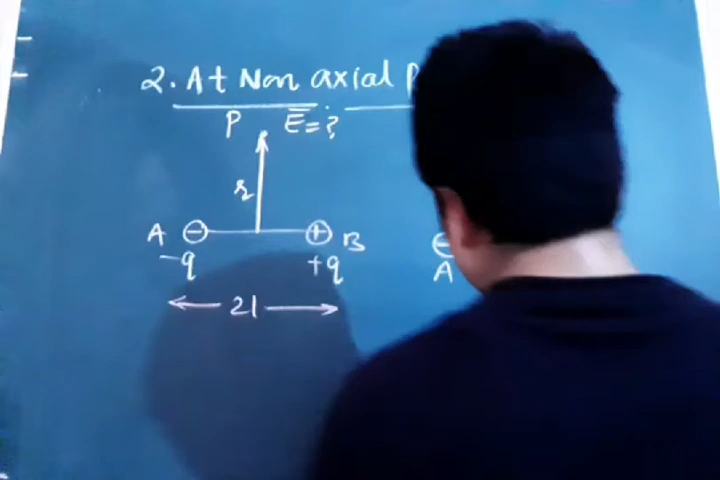 2. At Non axial P
P E = ?
r
A − + B
−q +q
2l
−
A